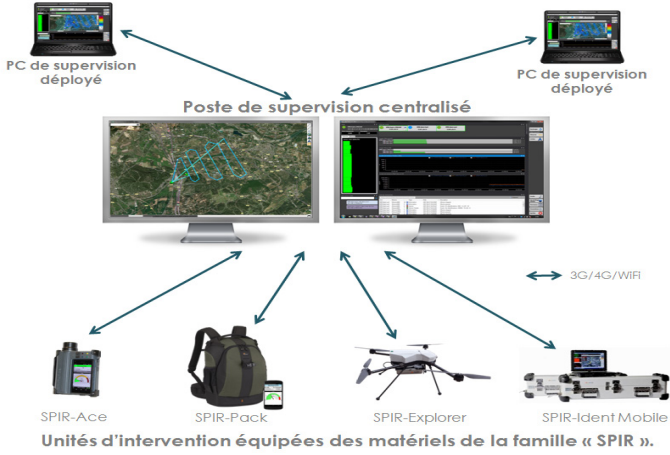 PC de supervision
déployé
PC de supervision
déployé
Poste de supervision centralisé
3G/4G/WIFI
SPIR-Ace
SPIR-Pack
SPIR-Explorer
SPIR-Ident Mobile
Unités d'intervention équipées des matériels de la famille « SPIR ».